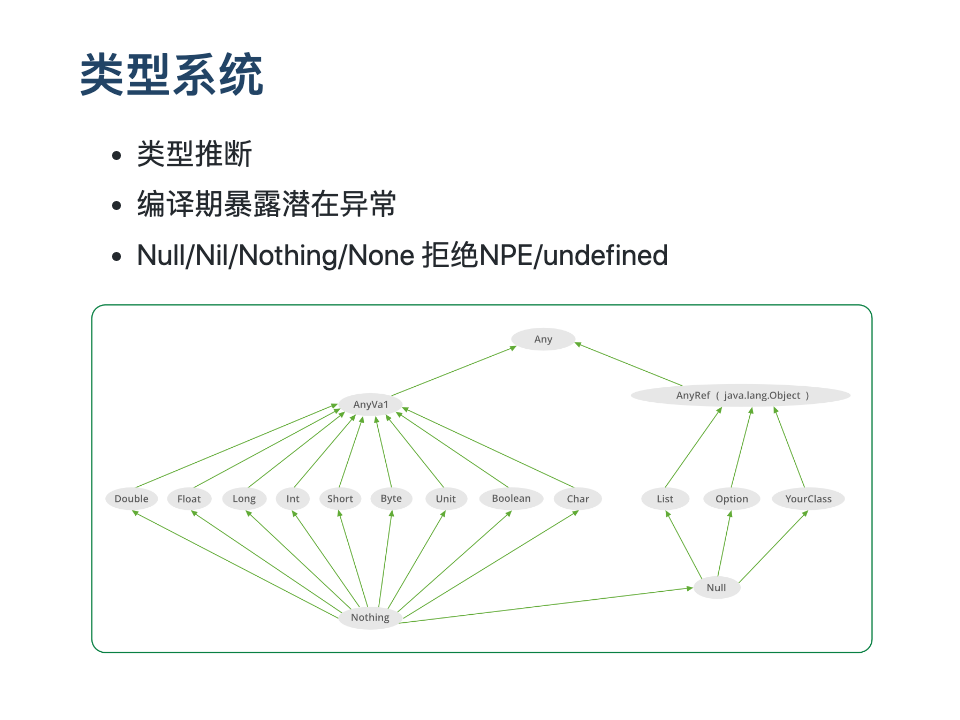 类型系统
类型推断
编译期暴露潜在异常
Null/Nil/Nothing/None 拒绝NPE/undefined
Any
AnyRef ( java.lang.Object )
AnyVa1
Double Float Long Int Short Byte Unit Boolean Char List Option YourClass
Null
Nothing